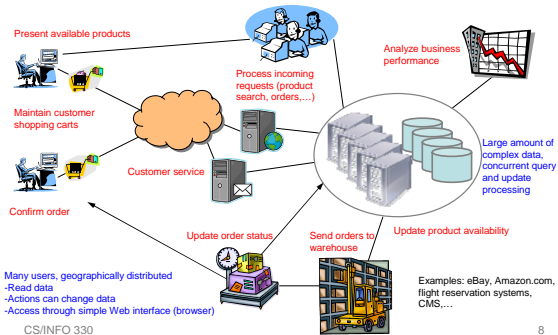 Present available products
Analyze business
performance
Process incoming
requests (product
search, orders,…)
Maintain customer
shopping carts
Large amount of
complex data,
concurrent query
and update
processing
Customer service
Confirm order
Update order status
Send orders to
warehouse
Update product availability
Many users, geographically distributed
-Read data
-Actions can change data
-Access through simple Web interface (browser)
Examples: eBay, Amazon.com,
flight reservation systems,
CMS,…
CS/INFO 330
8